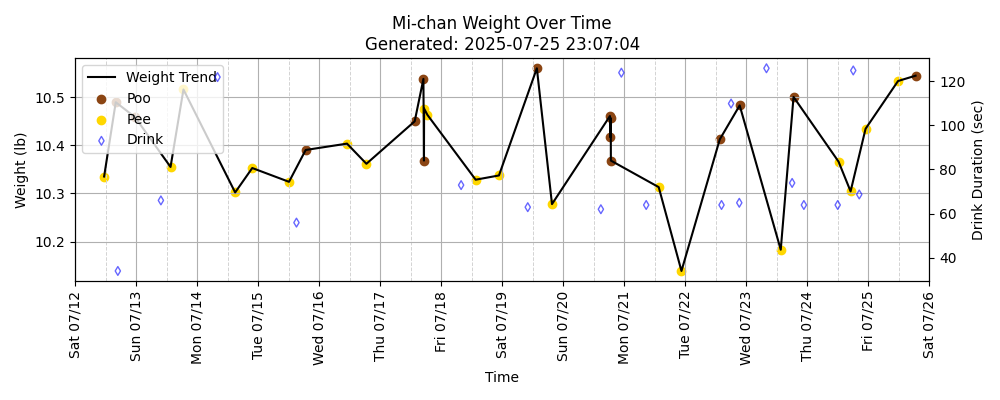 Mi-chan Weight Over Time
Generated: 2025-07-25 23:07:04
Weight Trend
Poo
Pee
Drink
Weight (lb)
10.5
10.4
10.3
10.2
Drink Duration (sec)
120
100
80
60
40
Sat 07/12
Sun 07/13
Mon 07/14
Tue 07/15
Wed 07/16
Thu 07/17
Fri 07/18
Sat 07/19
Sun 07/20
Mon 07/21
Tue 07/22
Wed 07/23
Thu 07/24
Fri 07/25
Sat 07/26
Time